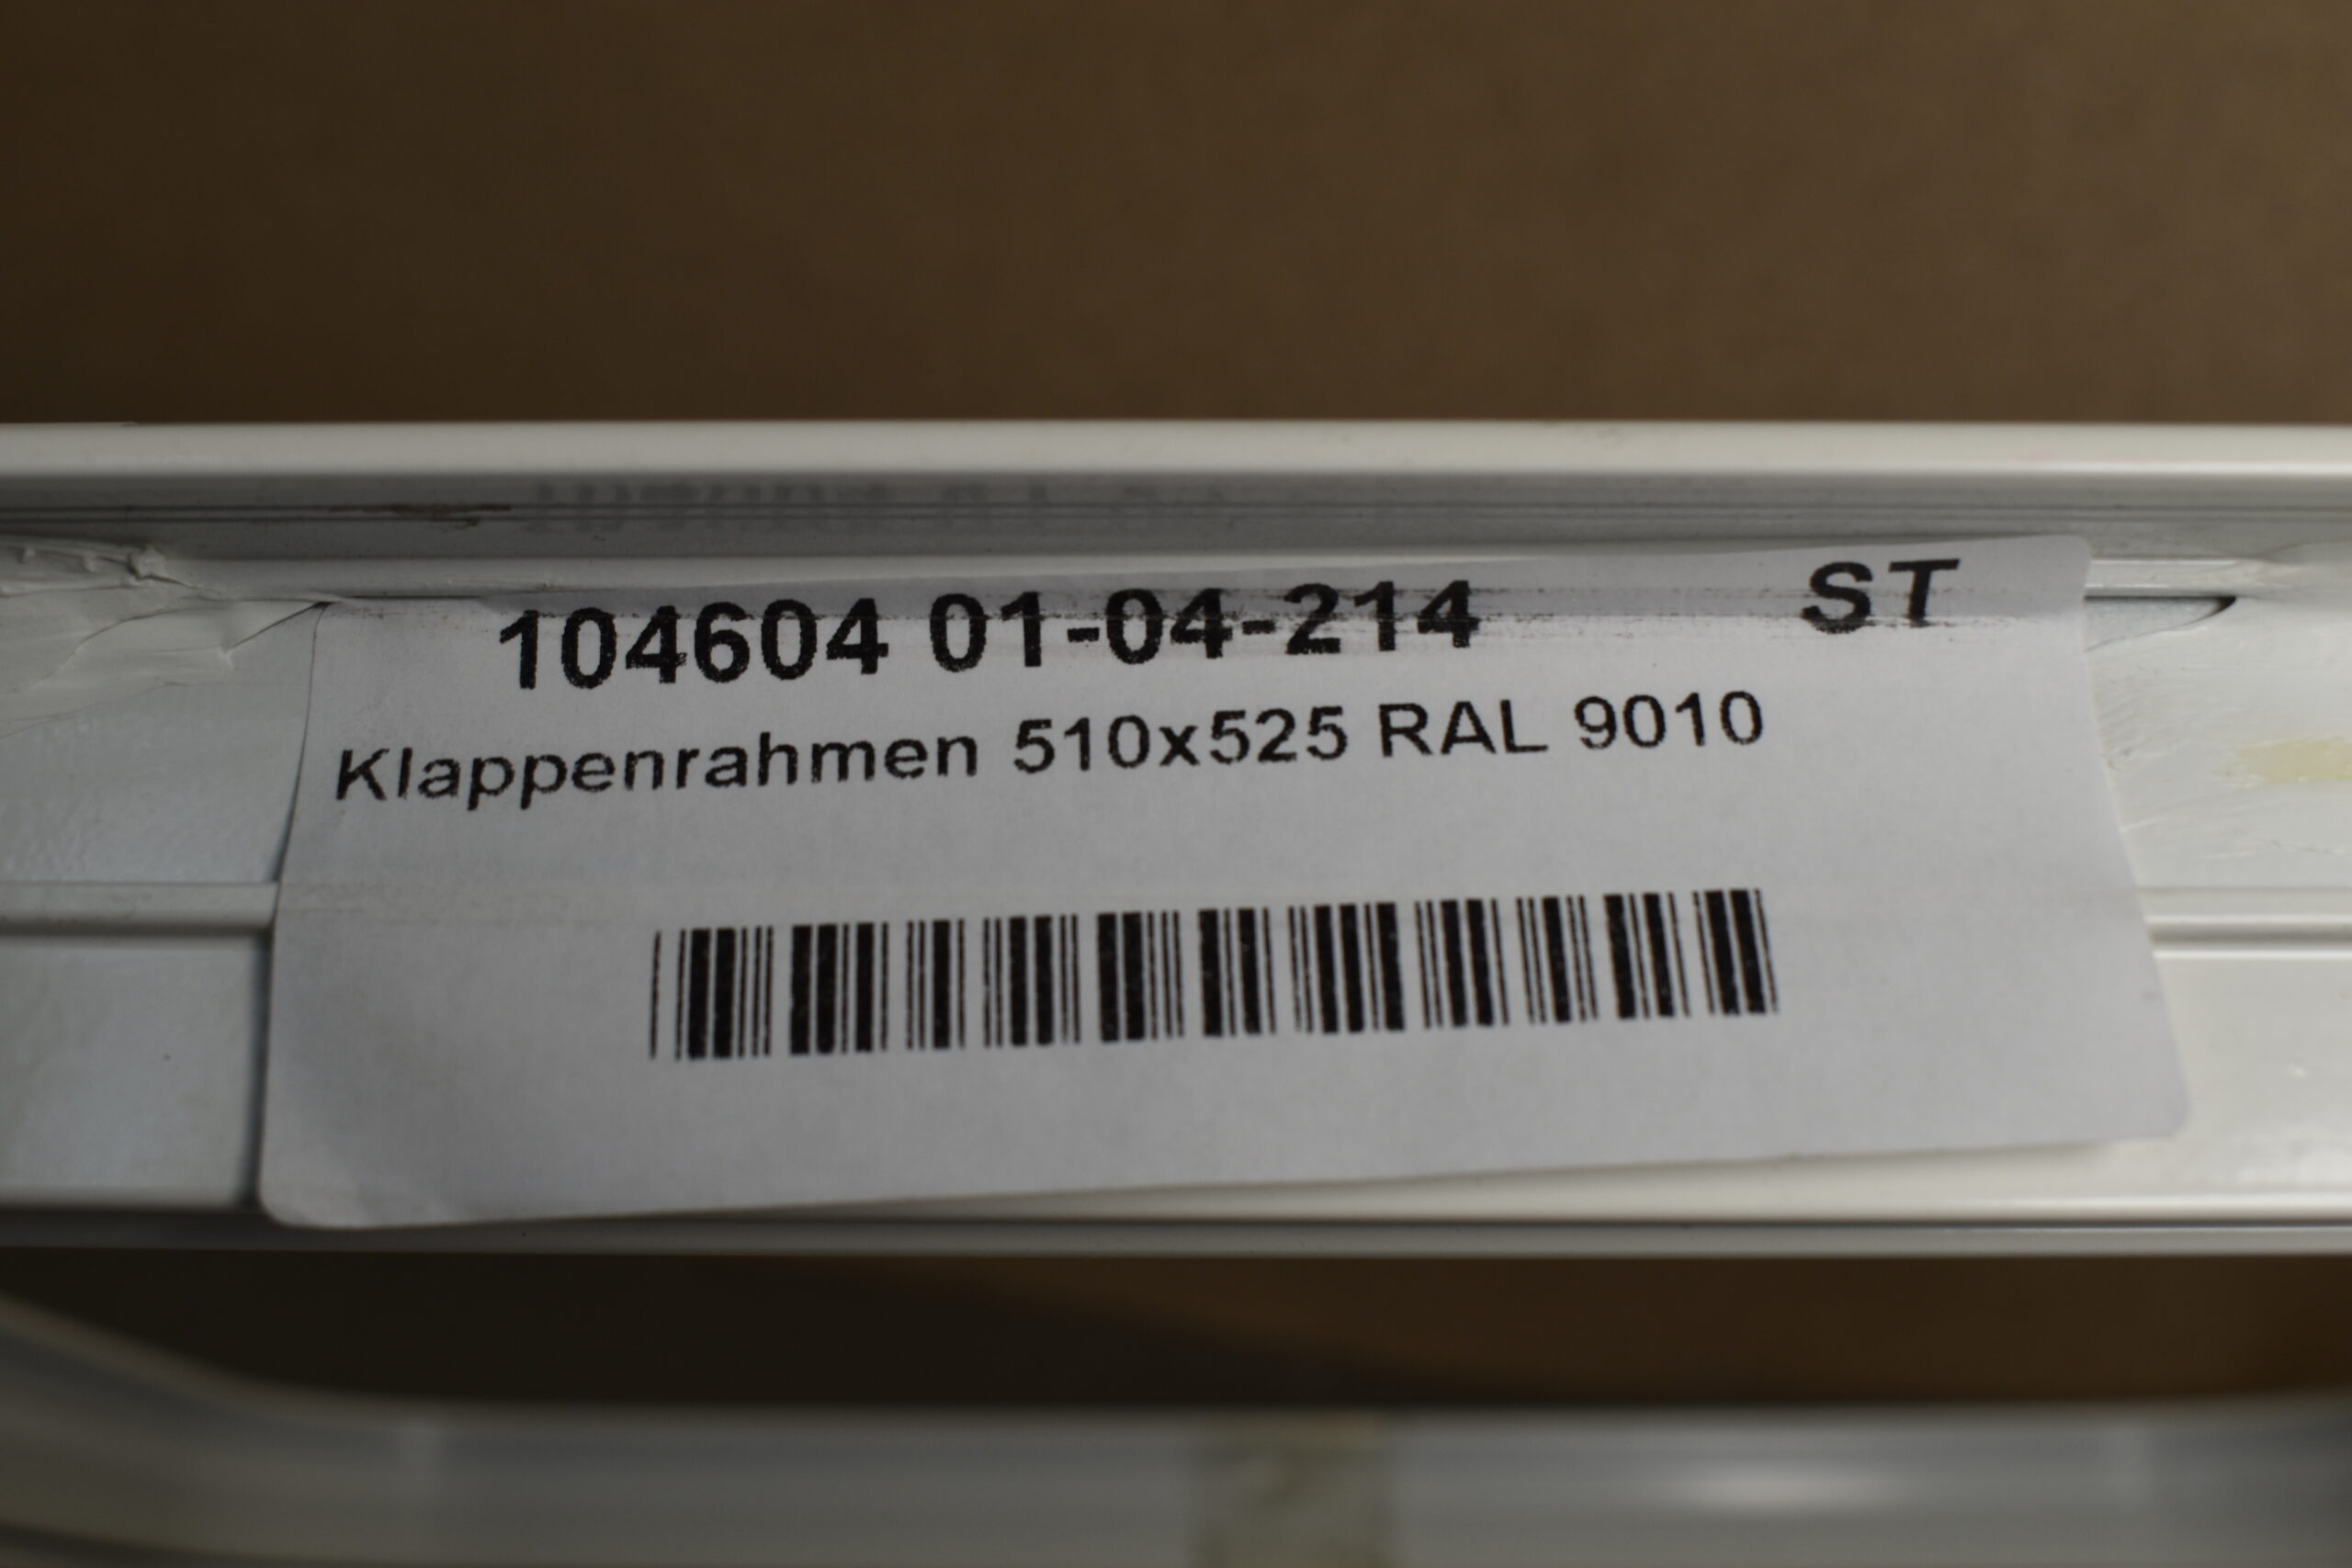 104604 01-04-214 ST
Klappenrahmen 510x525 RAL 9010